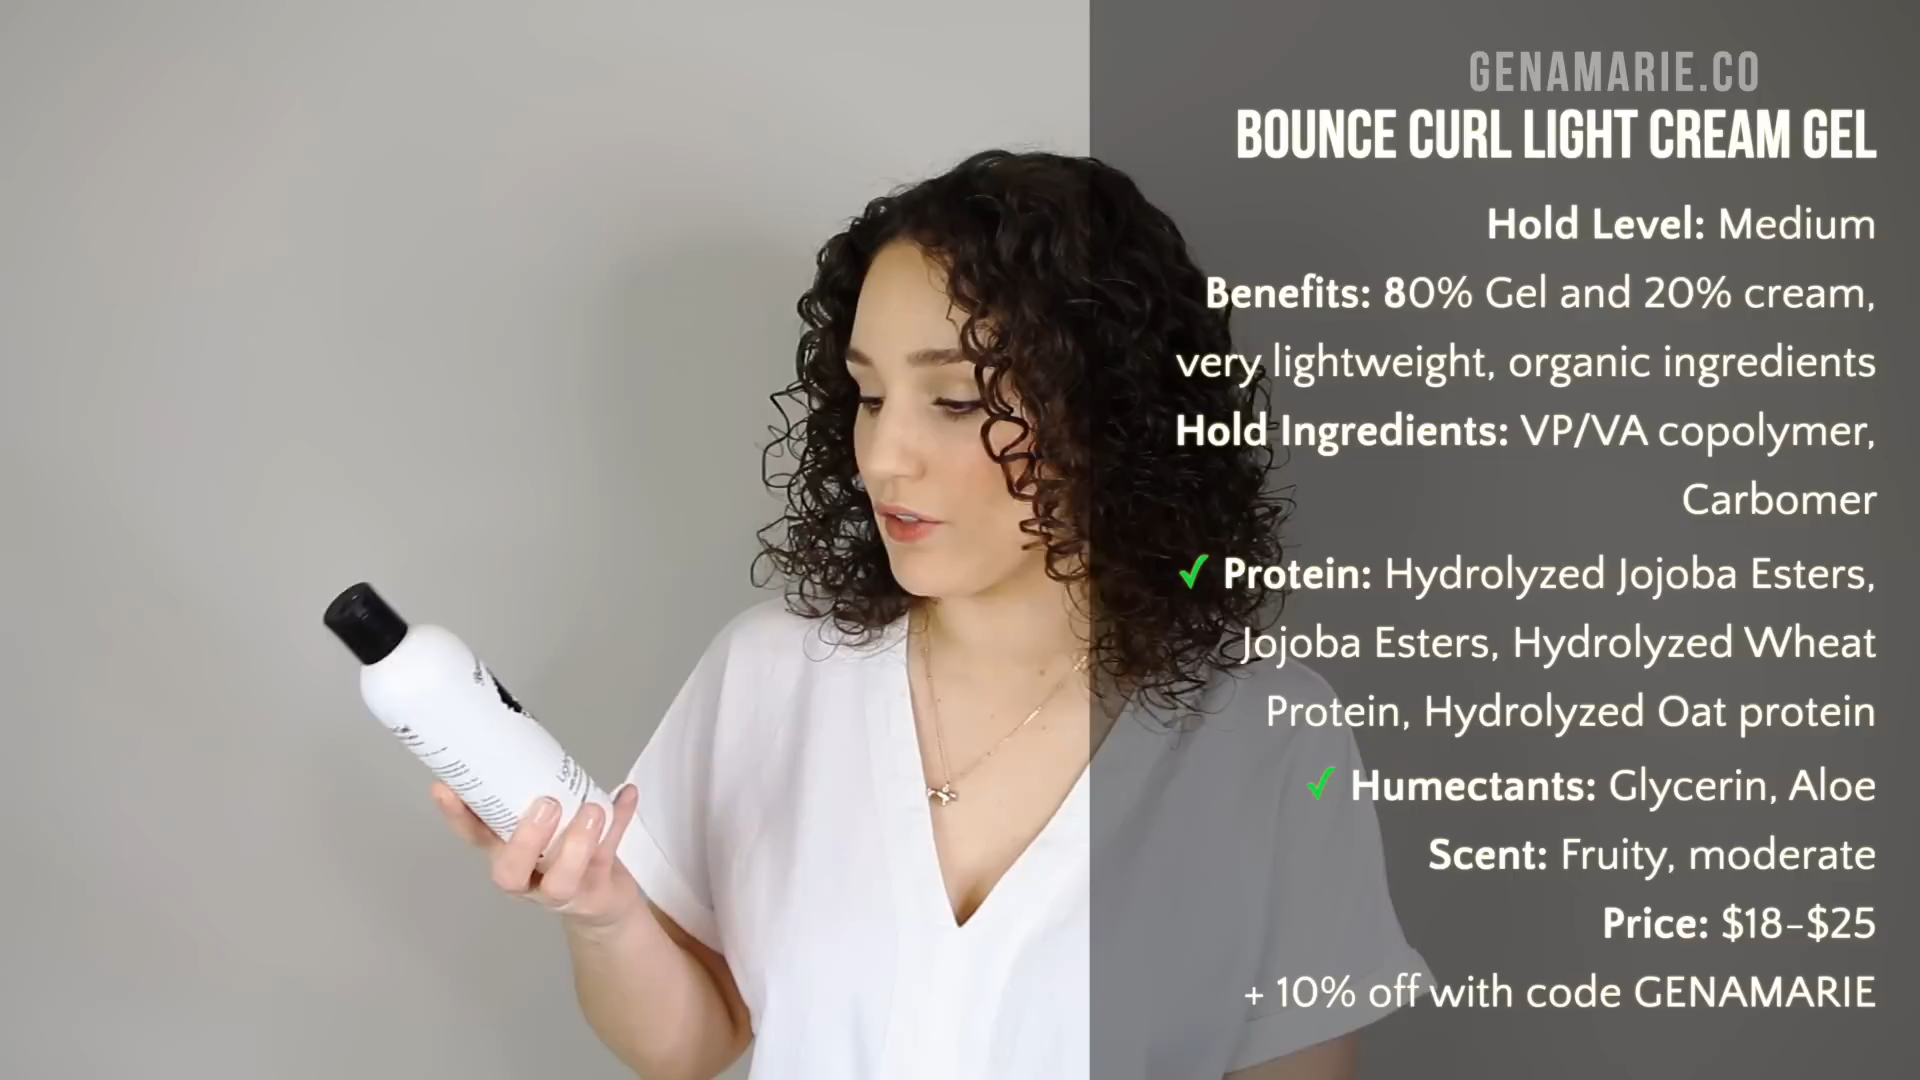 GENAMARIE.CO
BOUNCE CURL LIGHT CREAM GEL
Hold Level: Medium
Benefits: 80% Gel and 20% cream,
very lightweight, organic ingredients
Hold Ingredients: VP/VA copolymer,
Carbomer
✓ Protein: Hydrolyzed Jojoba Esters,
Jojoba Esters, Hydrolyzed Wheat
Protein, Hydrolyzed Oat protein
✓ Humectants: Glycerin, Aloe
Scent: Fruity, moderate
Price: $18-$25
+ 10% off with code GENAMARIE